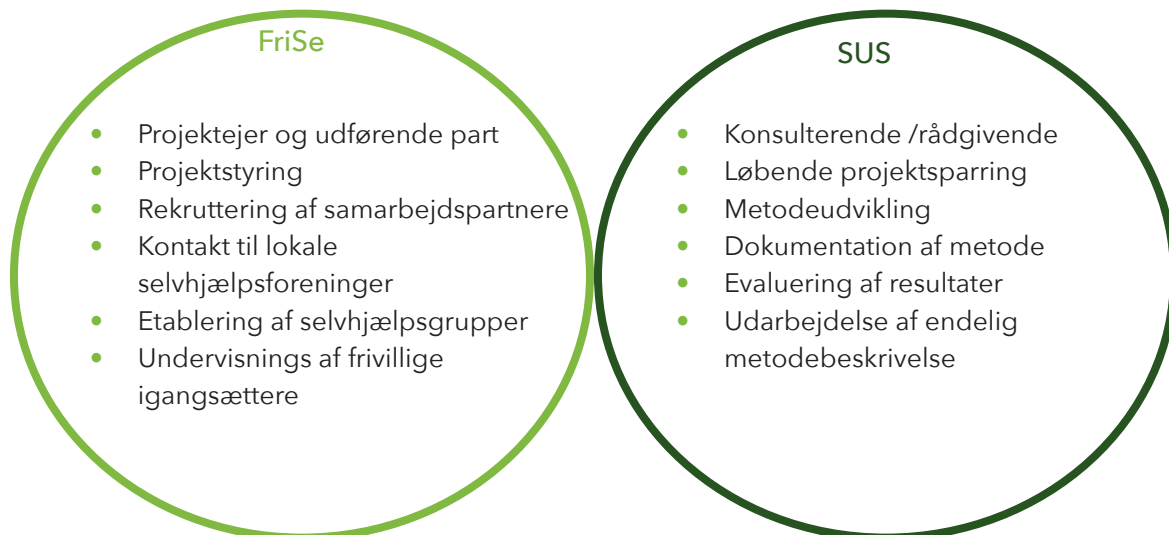 FriSe
• Projektejer og udførende part
• Projektstyring
• Rekruttering af samarbejdspartnere
• Kontakt til lokale
selvhjælpsforeninger
• Etablering af selvhjælpsgrupper
• Undervisnings af frivillige
igangsættere
SUS
• Konsulterende /rådgivende
• Løbende projektsparring
• Metodeudvikling
• Dokumentation af metode
• Evaluering af resultater
• Udarbejdelse af endelig
metodebeskrivelse